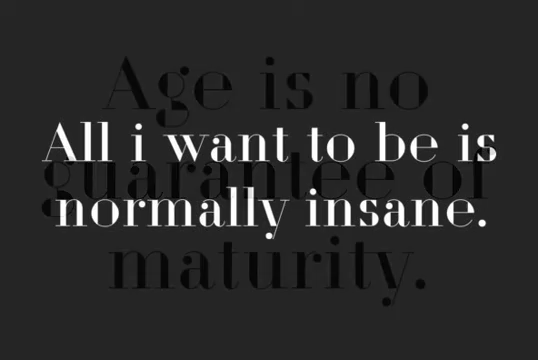 Age is no
All i want to be is
guarantee of
normally insane.
maturity.